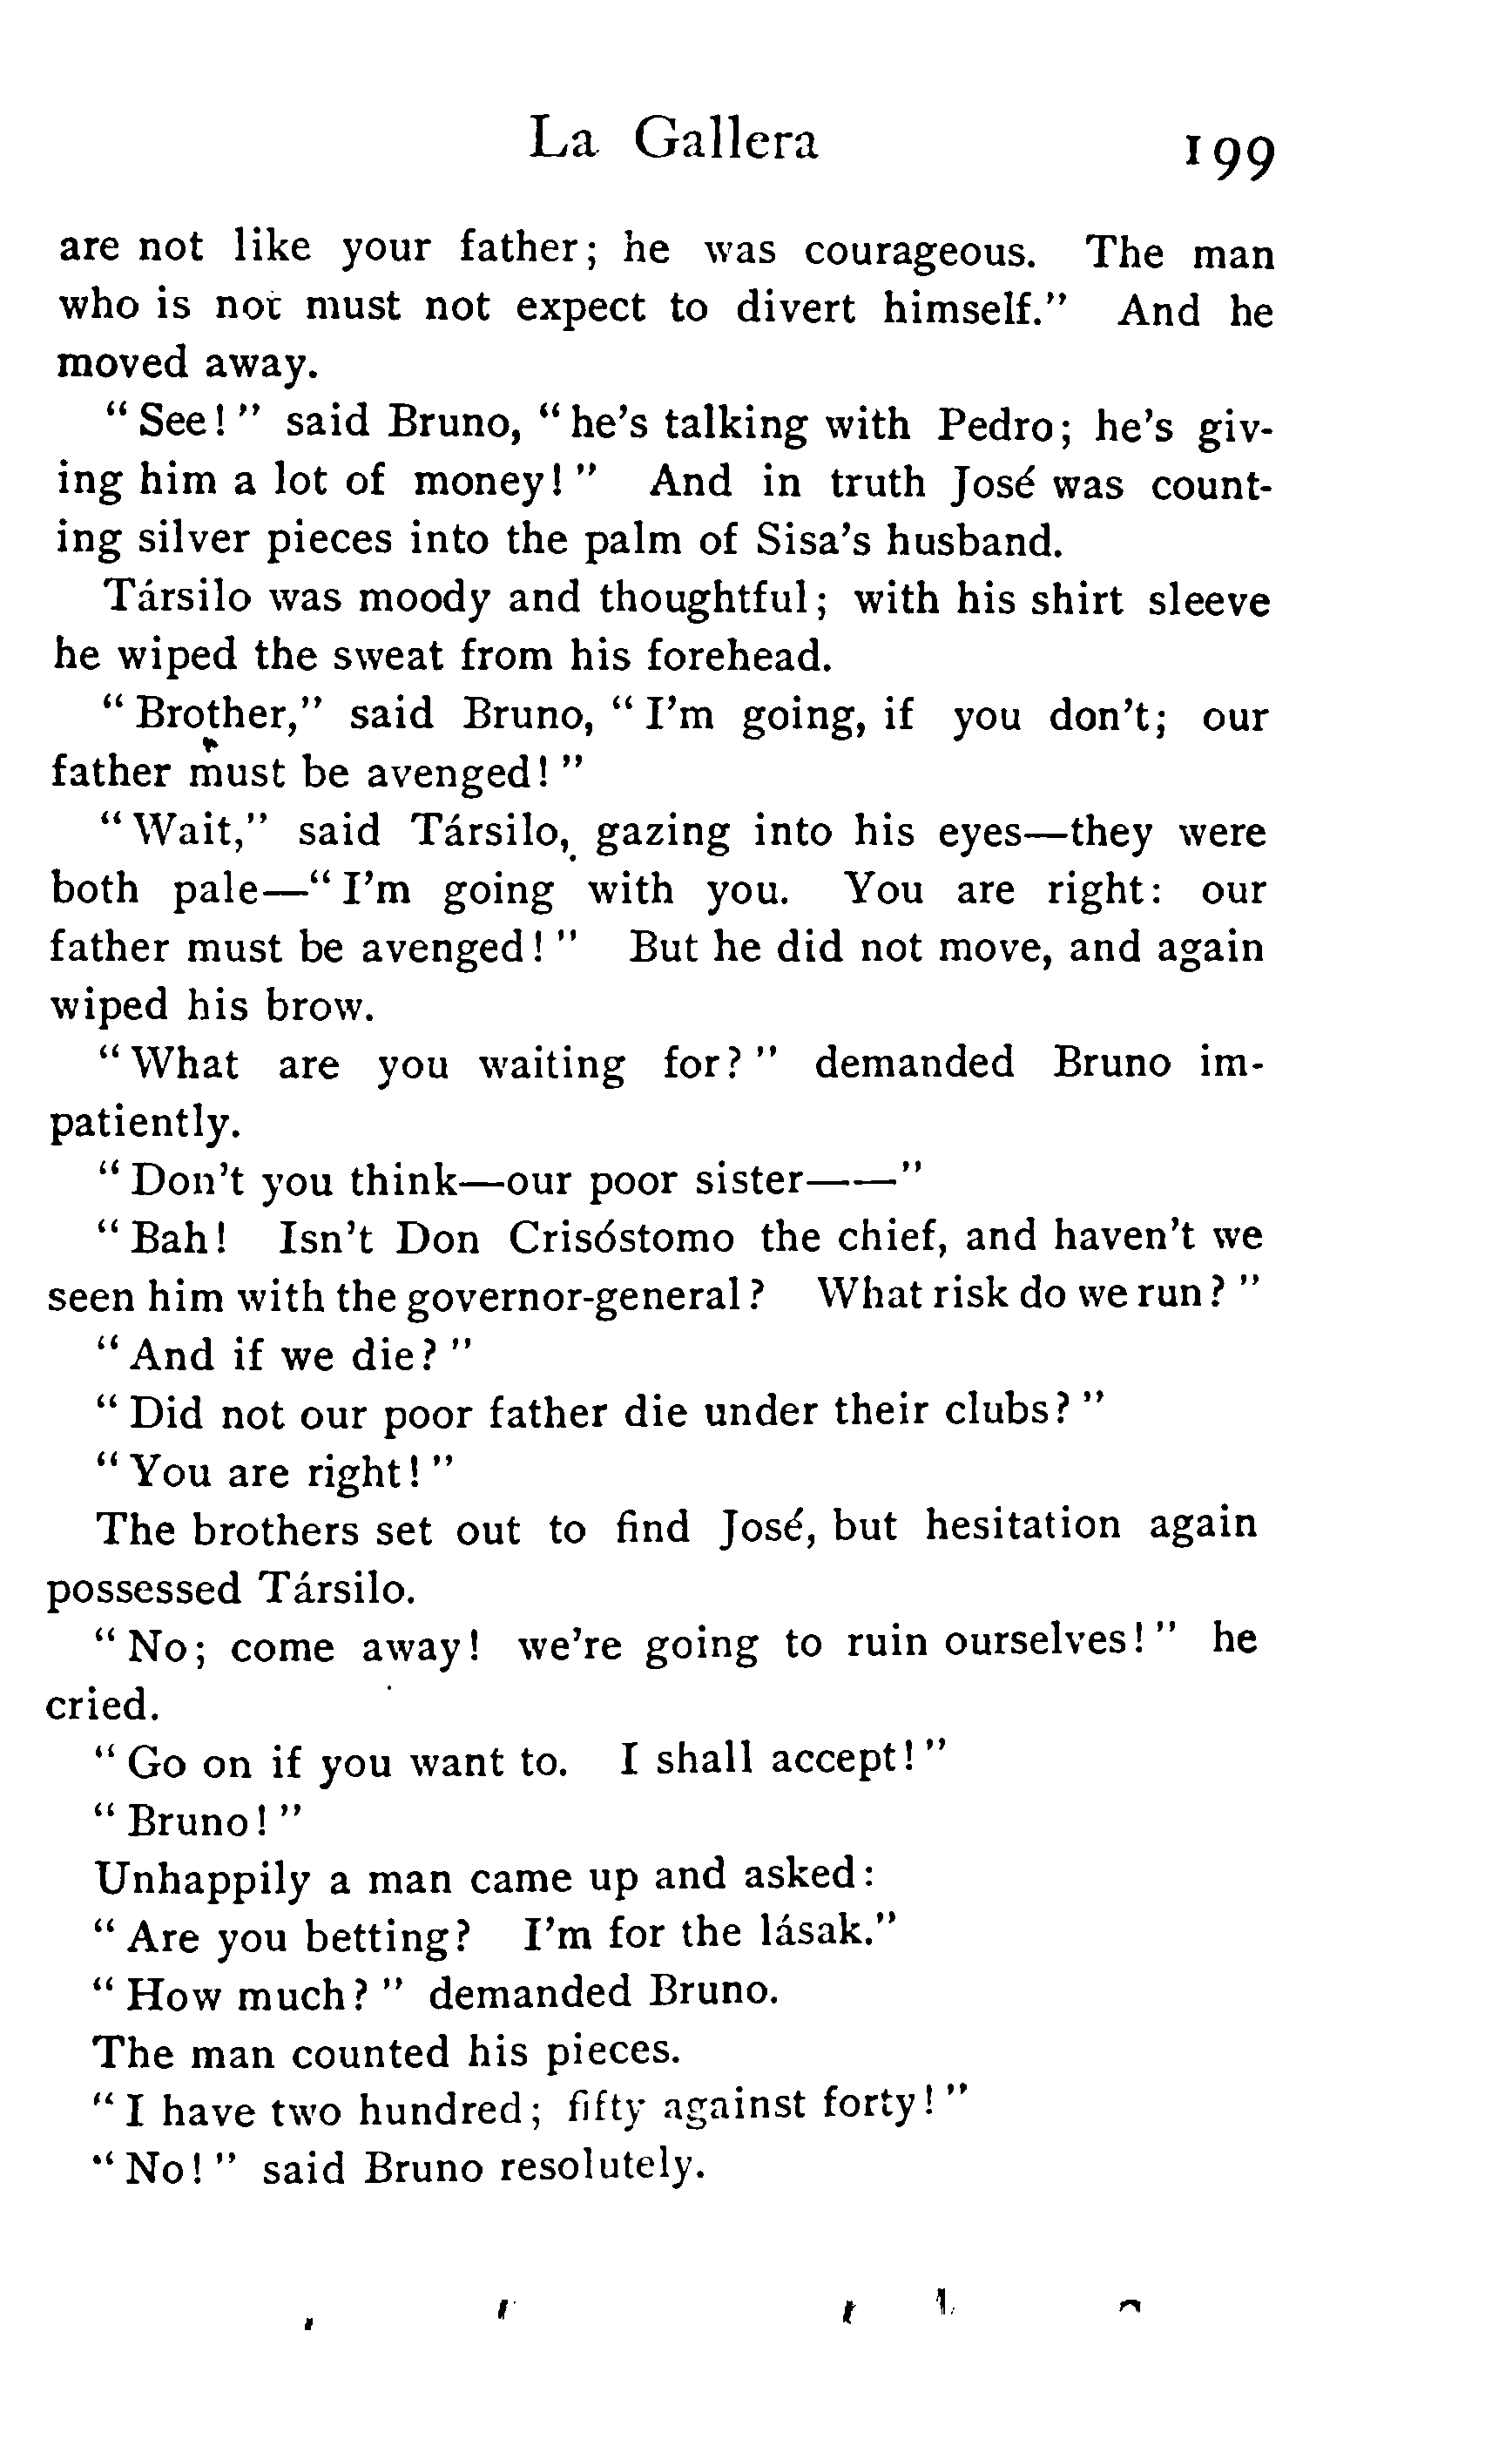 La Gallera 199
are not like your father; he was courageous. The man
who is not must not expect to divert himself." And he
moved away.
"See!" said Bruno, "he's talking with Pedro; he's giv-
ing him a lot of money!" And in truth José was count-
ing silver pieces into the palm of Sisa's husband.
Társilo was moody and thoughtful; with his shirt sleeve
he wiped the sweat from his forehead.
"Brother," said Bruno, "I'm going, if you don't; our
father must be avenged!"
"Wait," said Társilo, gazing into his eyes—they were
both pale—"I'm going with you. You are right: our
father must be avenged!" But he did not move, and again
wiped his brow.
"What are you waiting for?" demanded Bruno im-
patiently.
"Don't you think—our poor sister——"
"Bah! Isn't Don Crisóstomo the chief, and haven't we
seen him with the governor-general? What risk do we run?"
"And if we die?"
"Did not our poor father die under their clubs?"
"You are right!"
The brothers set out to find José, but hesitation again
possessed Társilo.
"No; come away! we're going to ruin ourselves!" he
cried.
"Go on if you want to. I shall accept!"
"Bruno!"
Unhappily a man came up and asked:
"Are you betting? I'm for the lásak."
"How much?" demanded Bruno.
The man counted his pieces.
"I have two hundred; fifty against forty!"
"No!" said Bruno resolutely.